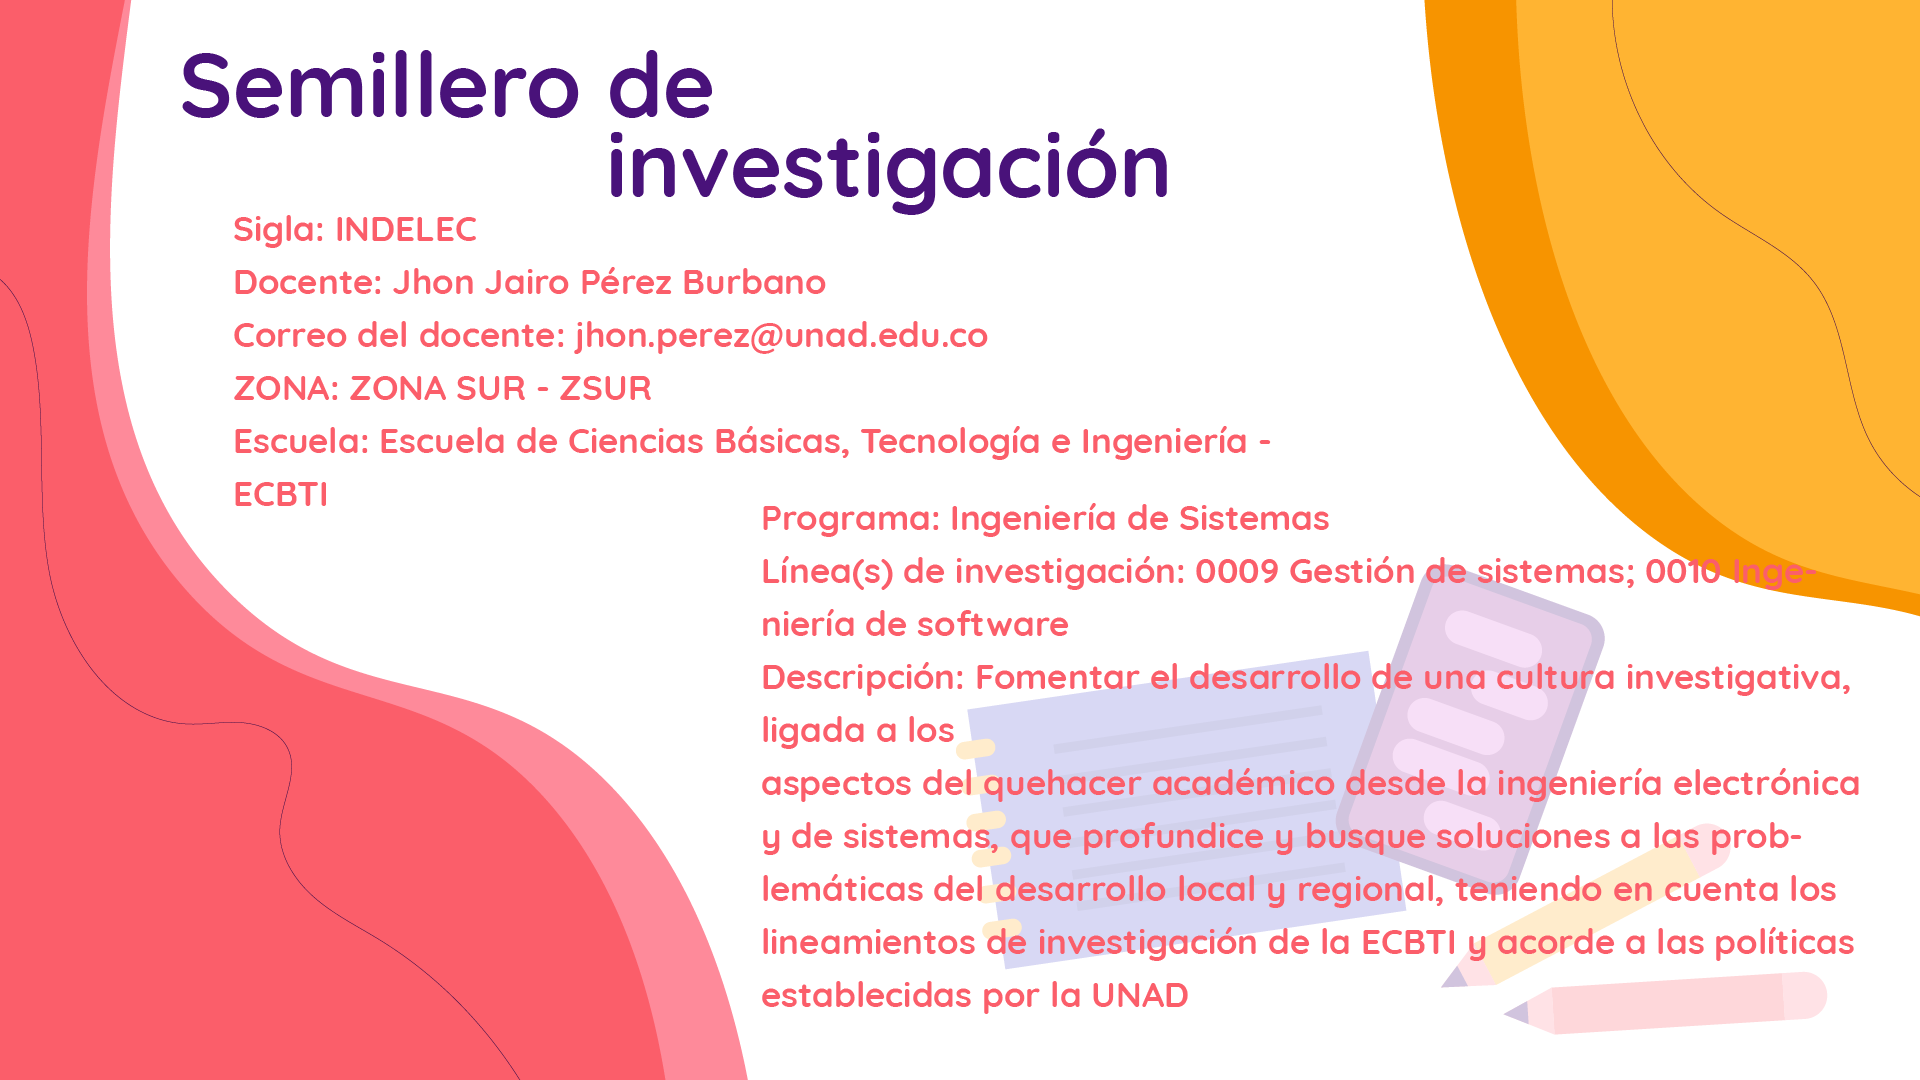 Semillero de
investigación
Sigla: INDELEC
Docente: Jhon Jairo Pérez Burbano
Correo del docente: jhon.perez@unad.edu.co
ZONA: ZONA SUR - ZSUR
Escuela: Escuela de Ciencias Básicas, Tecnología e Ingeniería -
ECBTI
Programa: Ingeniería de Sistemas
Línea(s) de investigación: 0009 Gestión de sistemas; 0010 Inge-
niería de software
Descripción: Fomentar el desarrollo de una cultura investigativa,
ligada a los
aspectos del quehacer académico desde la ingeniería electrónica
y de sistemas, que profundice y busque soluciones a las prob-
lemáticas del desarrollo local y regional, teniendo en cuenta los
lineamientos de investigación de la ECBTI y acorde a las políticas
establecidas por la UNAD